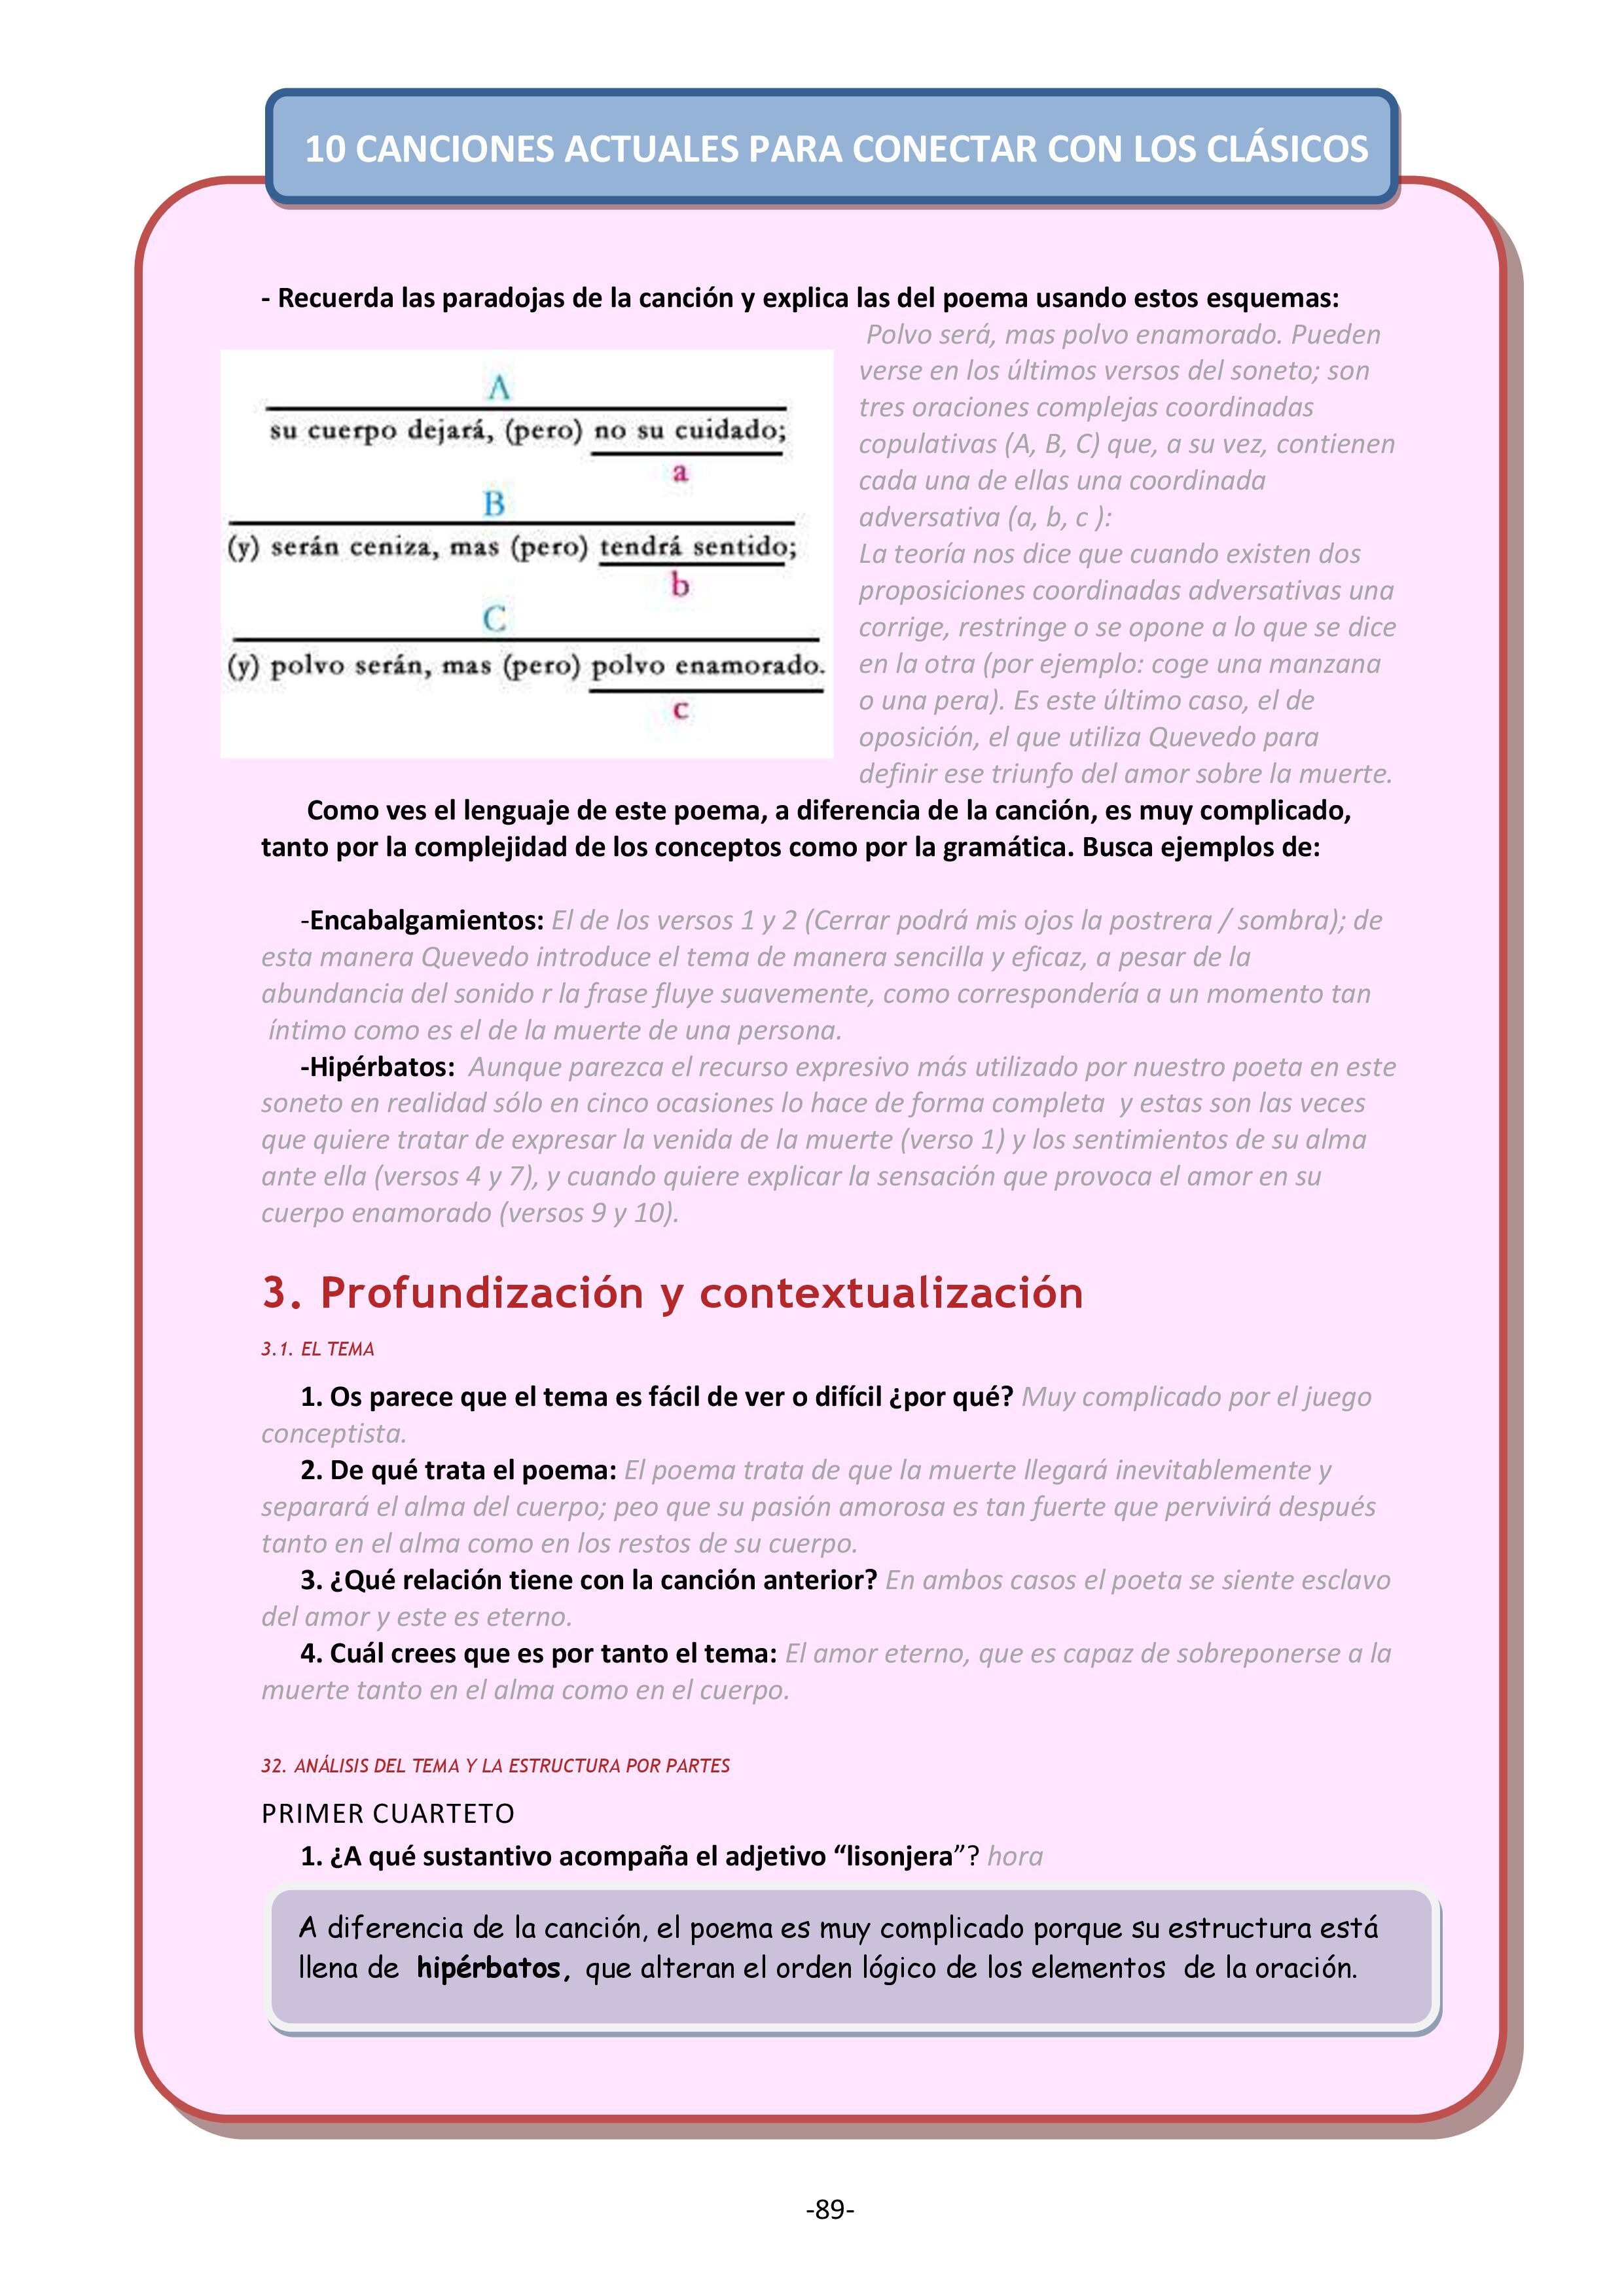 10 CANCIONES ACTUALES PARA CONECTAR CON LOS CLÁSICOS
- Recuerda las paradojas de la canción y explica las del poema usando estos esquemas:
A
su cuerpo dejará, (pero) no su cuidado;
a
B
(y) serán ceniza, mas (pero) tendrá sentido;
b
C
(y) polvo serán, mas (pero) polvo enamorado.
c
Polvo será, mas polvo enamorado. Pueden
verse en los últimos versos del soneto; son
tres oraciones complejas coordinadas
copulativas (A, B, C) que, a su vez, contienen
cada una de ellas una coordinada
adversativa (a, b, c ):
La teoría nos dice que cuando existen dos
proposiciones coordinadas adversativas una
corrige, restringe o se opone a lo que se dice
en la otra (por ejemplo: coge una manzana
o una pera). Es este último caso, el de
oposición, el que utiliza Quevedo para
definir ese triunfo del amor sobre la muerte.
Como ves el lenguaje de este poema, a diferencia de la canción, es muy complicado,
tanto por la complejidad de los conceptos como por la gramática. Busca ejemplos de:
-Encabalgamientos: El de los versos 1 y 2 (Cerrar podrá mis ojos la postrera / sombra); de
esta manera Quevedo introduce el tema de manera sencilla y eficaz, a pesar de la
abundancia del sonido r la frase fluye suavemente, como correspondería a un momento tan
íntimo como es el de la muerte de una persona.
-Hipérbatos: Aunque parezca el recurso expresivo más utilizado por nuestro poeta en este
soneto en realidad sólo en cinco ocasiones lo hace de forma completa y estas son las veces
que quiere tratar de expresar la venida de la muerte (verso 1) y los sentimientos de su alma
ante ella (versos 4 y 7), y cuando quiere explicar la sensación que provoca el amor en su
cuerpo enamorado (versos 9 y 10).
3. Profundización y contextualización
3.1. EL TEMA
1. Os parece que el tema es fácil de ver o difícil ¿por qué? Muy complicado por el juego
conceptista.
2. De qué trata el poema: El poema trata de que la muerte llegará inevitablemente y
separará el alma del cuerpo; peo que su pasión amorosa es tan fuerte que pervivirá después
tanto en el alma como en los restos de su cuerpo.
3. ¿Qué relación tiene con la canción anterior? En ambos casos el poeta se siente esclavo
del amor y este es eterno.
4. Cuál crees que es por tanto el tema: El amor eterno, que es capaz de sobreponerse a la
muerte tanto en el alma como en el cuerpo.
32. ANÁLISIS DEL TEMA Y LA ESTRUCTURA POR PARTES
PRIMER CUARTETO
1. ¿A qué sustantivo acompaña el adjetivo “lisonjera”? hora
A diferencia de la canción, el poema es muy complicado porque su estructura está
llena de hipérbatos, que alteran el orden lógico de los elementos de la oración.
-89-